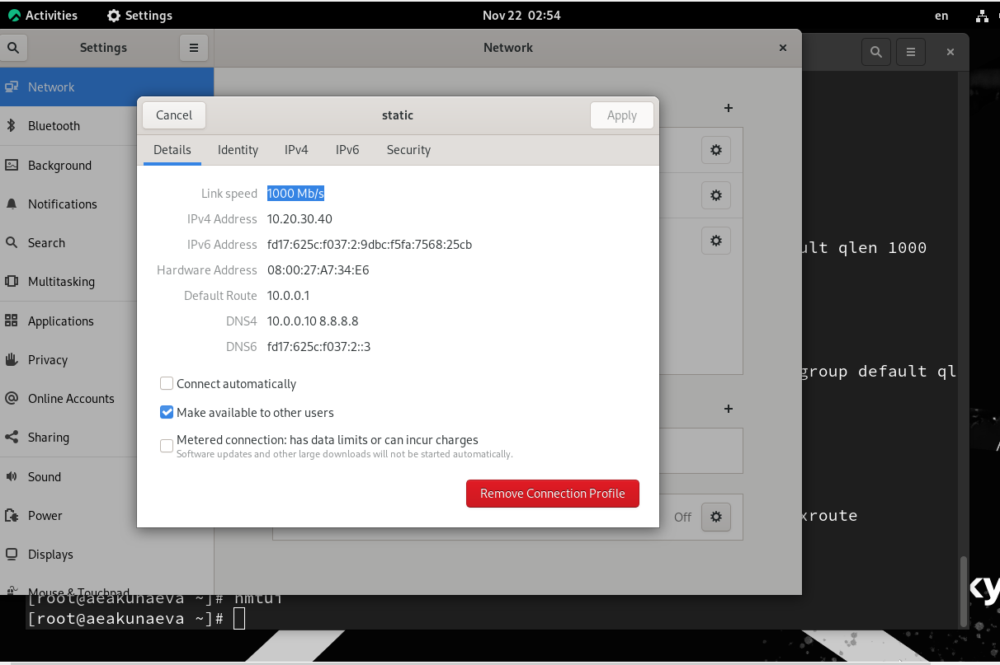 Activities Settings Nov 22 02:54 en
Settings Network
Network
Bluetooth
Background
Notifications
Search
Multitasking
Applications
Privacy
Online Accounts
Sharing
Sound
Power
Displays
Mouse & Touchpad
Cancel static Apply
Details Identity IPv4 IPv6 Security
Link speed 1000 Mb/s
IPv4 Address 10.20.30.40
IPv6 Address fd17:625c:f037:2:9dbc:f5fa:7568:25cb
Hardware Address 08:00:27:A7:34:E6
Default Route 10.0.0.1
DNS4 10.0.0.10 8.8.8.8
DNS6 fd17:625c:f037:2::3
Connect automatically
Make available to other users
Metered connection: has data limits or can incur charges
Software updates and other large downloads will not be started automatically.
Remove Connection Profile
Off
ult qlen 1000
group default ql
xroute
[root@aeakunaeva ~]# nmtui
[root@aeakunaeva ~]#
ky